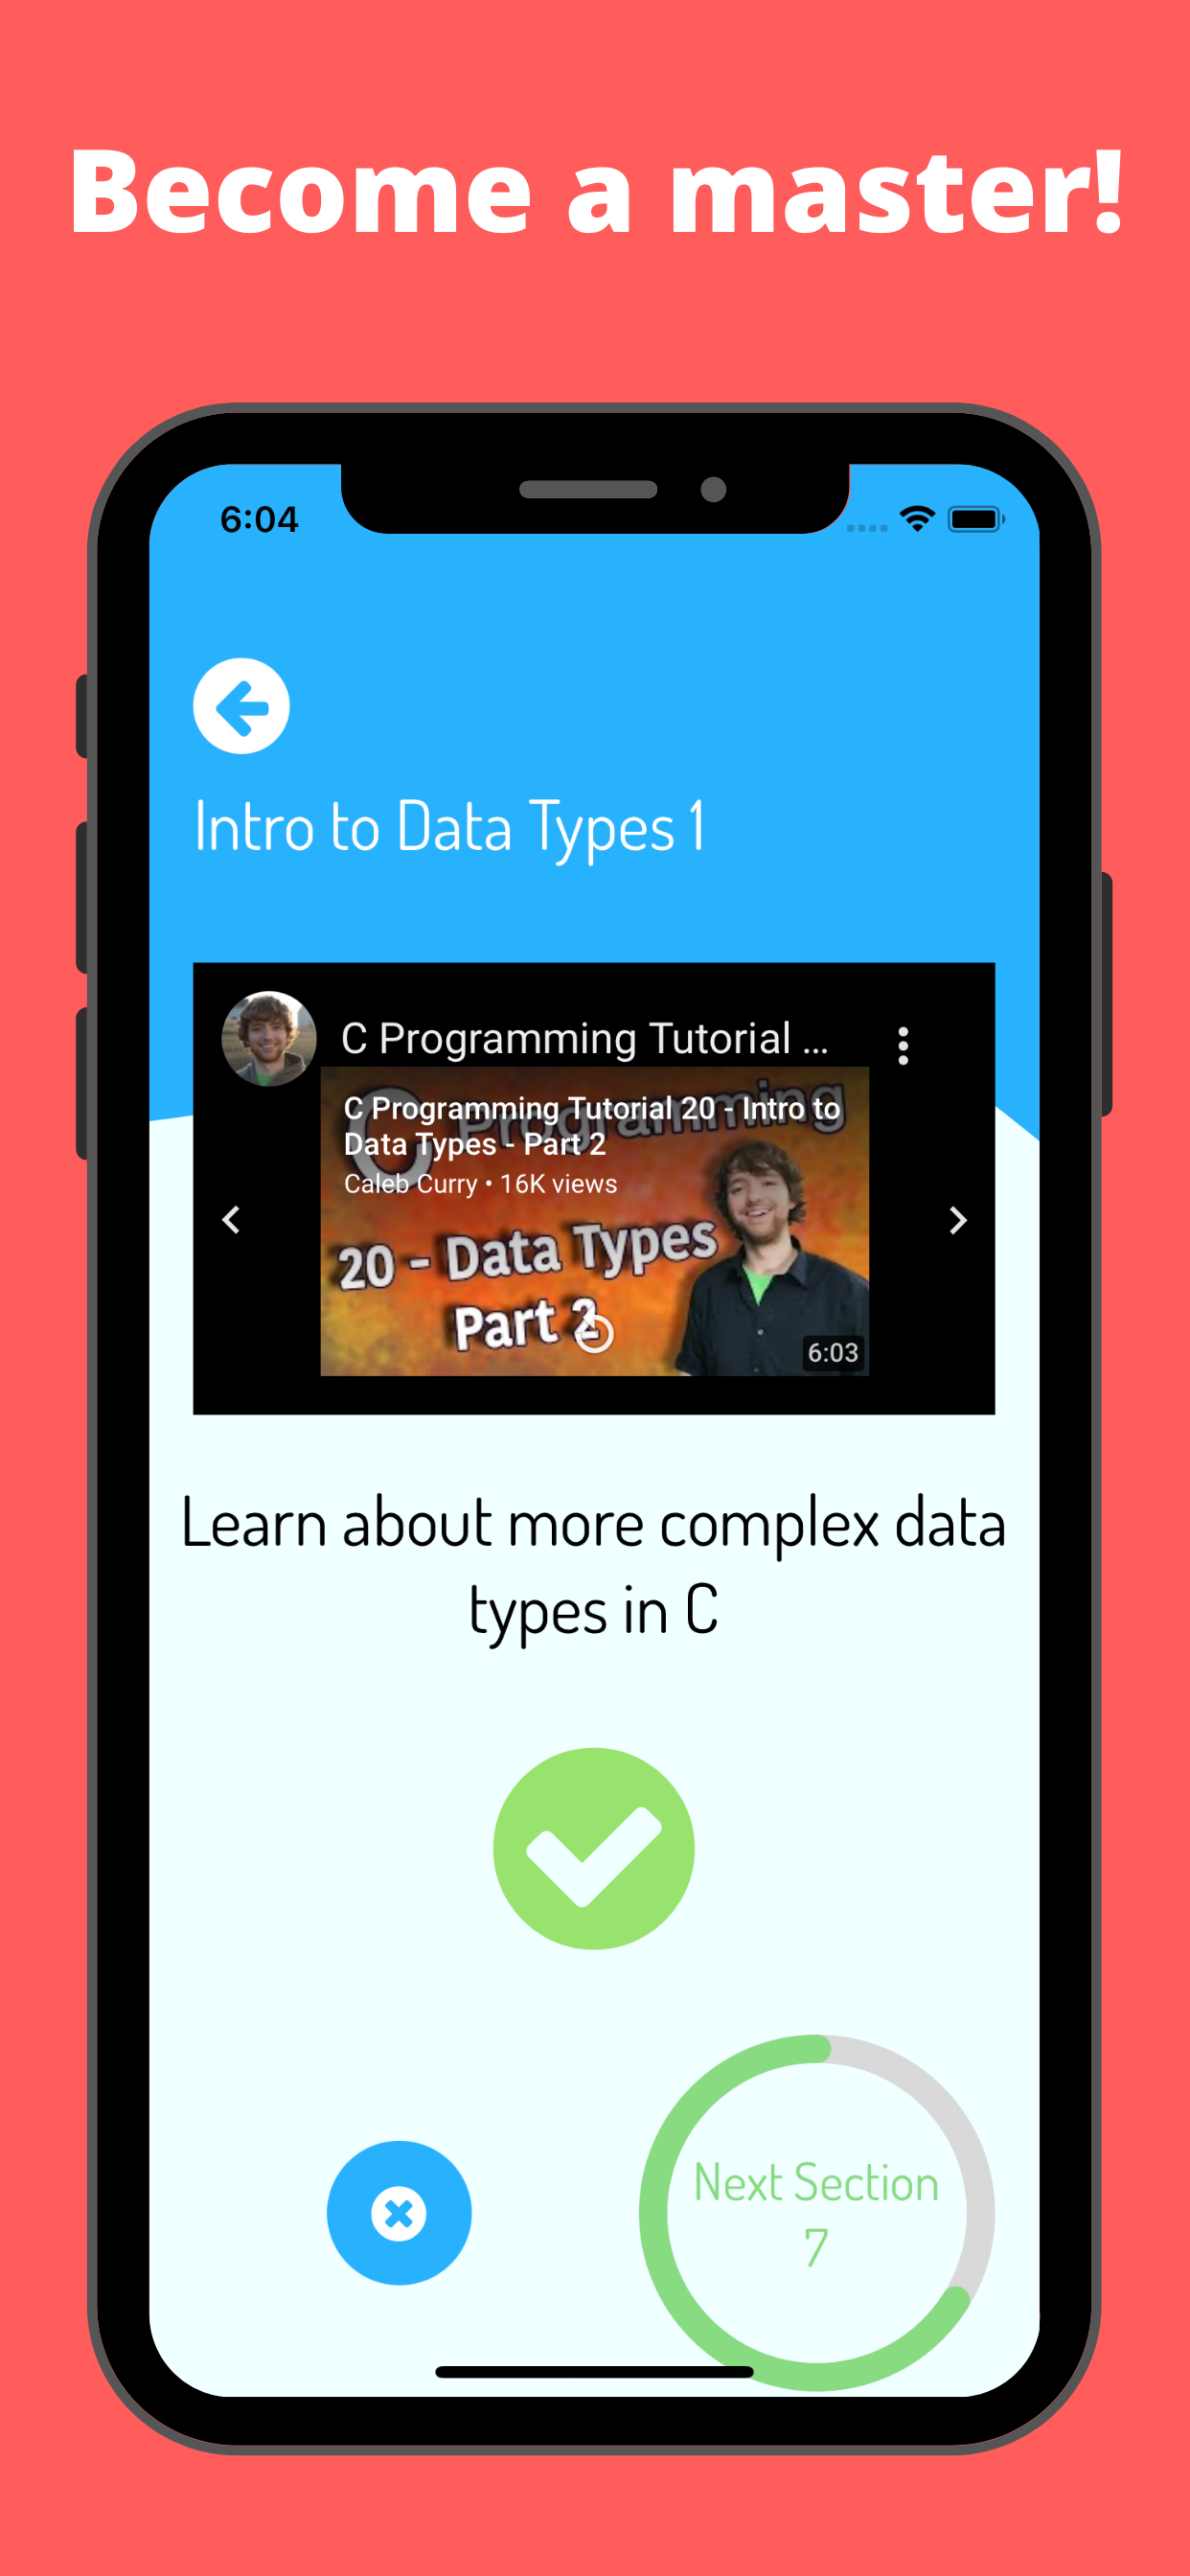 Become a master!
6:04
Intro to Data Types 1
C Programming Tutorial ...
C Programming
C Programming Tutorial 20 - Intro to
Data Types - Part 2
Caleb Curry • 16K views
20 - Data Types
Part 2
6:03
Learn about more complex data
types in C
Next Section
7